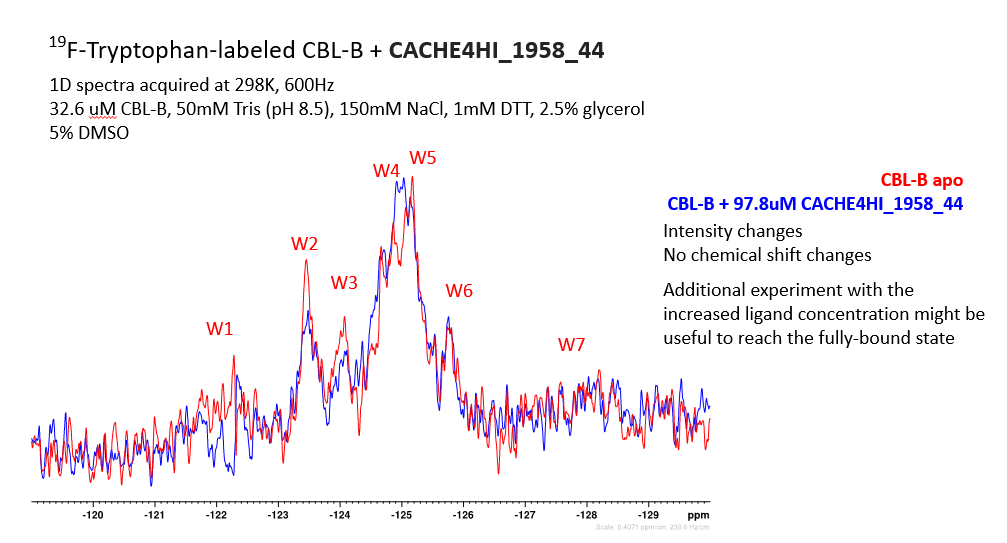 19F-Tryptophan-labeled CBL-B + CACHE4HI_1958_44
1D spectra acquired at 298K, 600Hz
32.6 uM CBL-B, 50mM Tris (pH 8.5), 150mM NaCl, 1mM DTT, 2.5% glycerol
5% DMSO
W5
W4
W2
W3
W6
W1
W7
CBL-B apo
CBL-B + 97.8uM CACHE4HI_1958_44
Intensity changes
No chemical shift changes
Additional experiment with the
increased ligand concentration might be
useful to reach the fully-bound state
-120 -121 -122 -123 -124 -125 -126 -127 -128 -129 ppm
Scale: 0.4071 ppm/cm, 230.0 Hz/cm